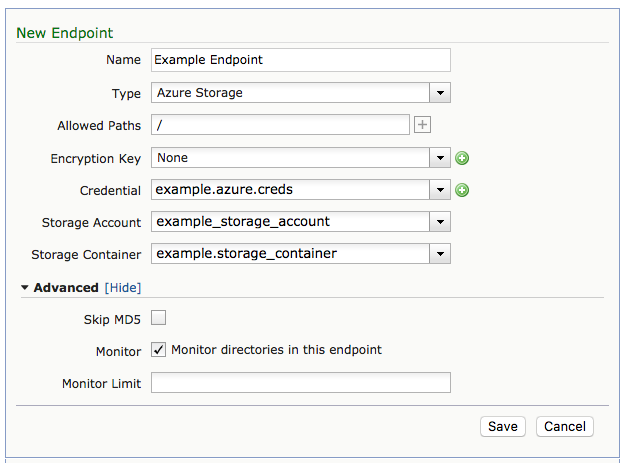 New Endpoint
Name Example Endpoint
Type Azure Storage
Allowed Paths /
Encryption Key None
Credential example.azure.creds
Storage Account example_storage_account
Storage Container example.storage_container
Advanced [Hide]
Skip MD5
Monitor Monitor directories in this endpoint
Monitor Limit
Save Cancel